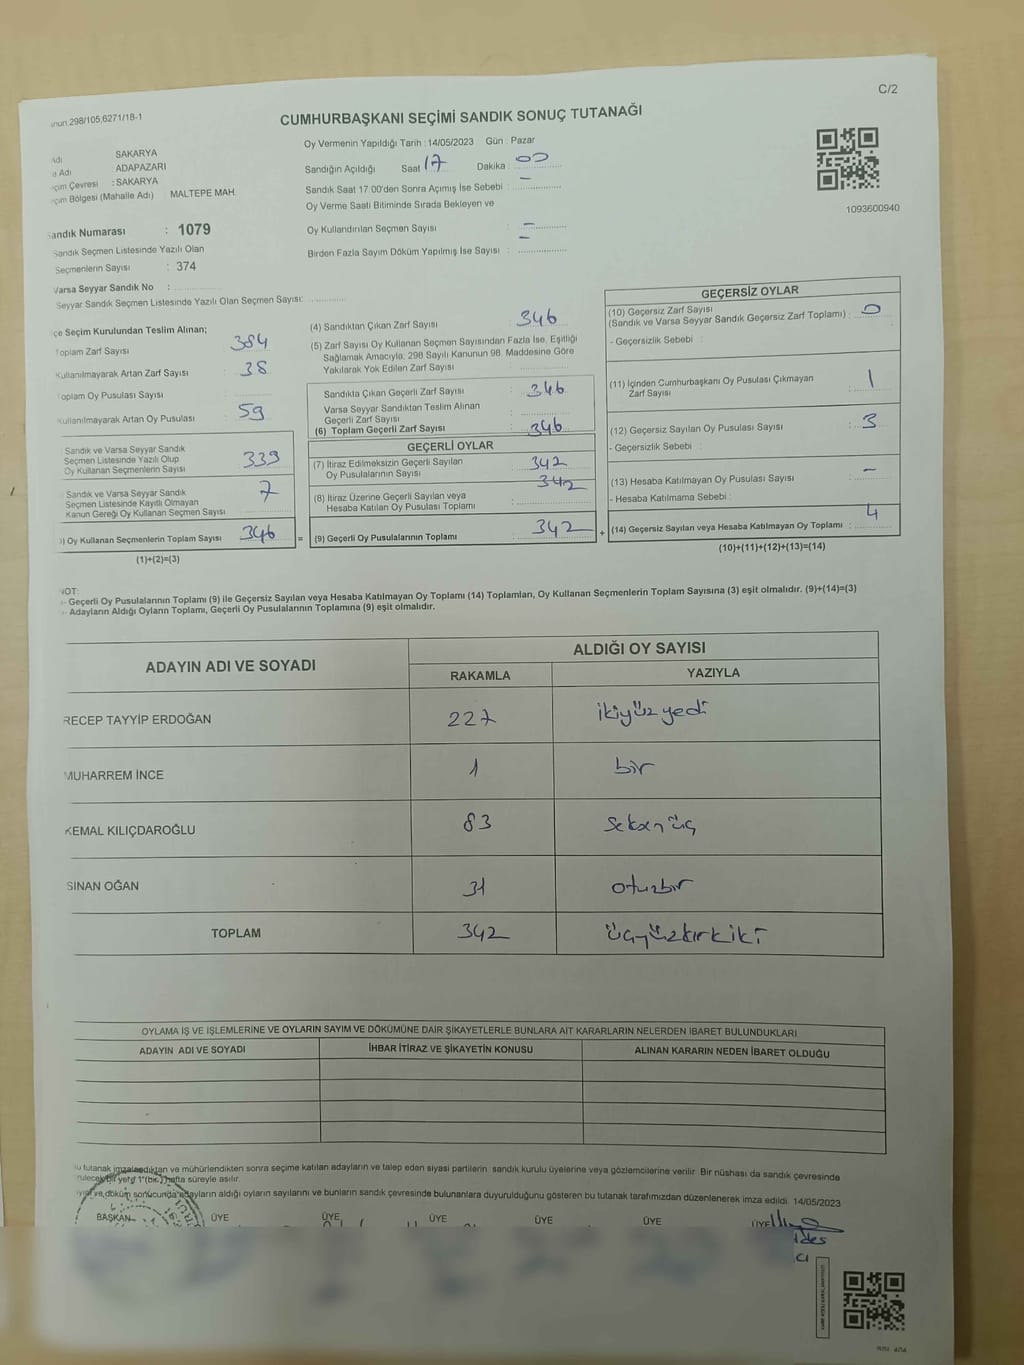 C/2
298/105,6271/18-1
CUMHURBAŞKANI SEÇİMİ SANDIK SONUÇ TUTANAĞI
Oy Vermenin Yapıldığı Tarih : 14/05/2023 Gün : Pazar
SAKARYA
Adı ADAPAZARI
Sandığın Açıldığı Saat 17 Dakika : 00
Çevresi : SAKARYA
Bölgesi (Mahalle Adı) MALTEPE MAH.
Sandık Saat 17.00'den Sonra Açımış İse Sebebi : –
Oy Verme Saati Bitiminde Sırada Bekleyen ve
1093600940
Sandık Numarası : 1079
Oy Kullandırılan Seçmen Sayısı : –
Sandık Seçmen Listesinde Yazılı Olan
Seçmenlerin Sayısı : 374
Birden Fazla Sayım Döküm Yapılmış İse Sayısı : –
Varsa Seyyar Sandık No :
Seyyar Sandık Seçmen Listesinde Yazılı Olan Seçmen Sayısı:
Seçim Kurulundan Teslim Alınan;
Toplam Zarf Sayısı : 384
Kullanılmayarak Artan Zarf Sayısı : 38
Toplam Oy Pusulası Sayısı :
Kullanılmayarak Artan Oy Pusulası : 59
Sandık ve Varsa Seyyar Sandık
Seçmen Listesinde Yazılı Olup
Oy Kullanan Seçmenlerin Sayısı 339
Sandık ve Varsa Seyyar Sandık
Seçmen Listesinde Kayıtlı Olmayan
Kanun Gereği Oy Kullanan Seçmen Sayısı 7
Oy Kullanan Seçmenlerin Toplam Sayısı 346 =
(1)+(2)=(3)
(4) Sandıktan Çıkan Zarf Sayısı : 346
(5) Zarf Sayısı Oy Kullanan Seçmen Sayısından Fazla İse, Eşitliği
Sağlamak Amacıyla; 298 Sayılı Kanunun 98. Maddesine Göre
Yakılarak Yok Edilen Zarf Sayısı :
Sandıkta Çıkan Geçerli Zarf Sayısı : 346
Varsa Seyyar Sandıktan Teslim Alınan
Geçerli Zarf Sayısı :
(6) Toplam Geçerli Zarf Sayısı : 346
GEÇERLİ OYLAR
(7) İtiraz Edilmeksizin Geçerli Sayılan
Oy Pusulalarının Sayısı : 342
342
(8) İtiraz Üzerine Geçerli Sayılan veya
Hesaba Katılan Oy Pusulası Toplamı :
(9) Geçerli Oy Pusulalarının Toplamı : 342 +
GEÇERSİZ OYLAR
(10) Geçersiz Zarf Sayısı
(Sandık ve Varsa Seyyar Sandık Geçersiz Zarf Toplamı) : 0
- Geçersizlik Sebebi :
(11) İçinden Cumhurbaşkanı Oy Pusulası Çıkmayan
Zarf Sayısı : 1
(12) Geçersiz Sayılan Oy Pusulası Sayısı : 3
- Geçersizlik Sebebi :
(13) Hesaba Katılmayan Oy Pusulası Sayısı : –
- Hesaba Katılmama Sebebi :
(14) Geçersiz Sayılan veya Hesaba Katılmayan Oy Toplamı : 4
(10)+(11)+(12)+(13)=(14)
NOT:
- Geçerli Oy Pusulalarının Toplamı (9) ile Geçersiz Sayılan veya Hesaba Katılmayan Oy Toplamı (14) Toplamları, Oy Kullanan Seçmenlerin Toplam Sayısına (3) eşit olmalıdır. (9)+(14)=(3)
- Adayların Aldığı Oyların Toplamı, Geçerli Oy Pusulalarının Toplamına (9) eşit olmalıdır.
ADAYIN ADI VE SOYADI ALDIĞI OY SAYISI
RAKAMLA YAZIYLA
RECEP TAYYİP ERDOĞAN 227 ikiyüz yedi
MUHARREM İNCE 1 bir
KEMAL KILIÇDAROĞLU 83 seksen üç
SİNAN OĞAN 31 otuzbir
TOPLAM 342 üçyüzkırkiki
OYLAMA İŞ VE İŞLEMLERİNE VE OYLARIN SAYIM VE DÖKÜMÜNE DAİR ŞİKAYETLERLE BUNLARA AİT KARARLARIN NELERDEN İBARET BULUNDUKLARI
ADAYIN ADI VE SOYADI İHBAR İTİRAZ VE ŞİKAYETİN KONUSU ALINAN KARARIN NEDEN İBARET OLDUĞU
tutanak imzalandıktan ve mühürlendikten sonra seçime katılan adayların ve talep eden siyasi partilerin sandık kurulu üyelerine veya gözlemcilerine verilir. Bir nüshası da sandık çevresinde
bir yere 1 (bir) hafta süreyle asılır.
ve döküm sonucunda adayların aldığı oyların sayılarını ve bunların sandık çevresinde bulunanlara duyurulduğunu gösteren bu tutanak tarafımızdan düzenlenerek imza edildi. 14/05/2023
BAŞKAN ÜYE ÜYE ÜYE ÜYE ÜYE ÜYE